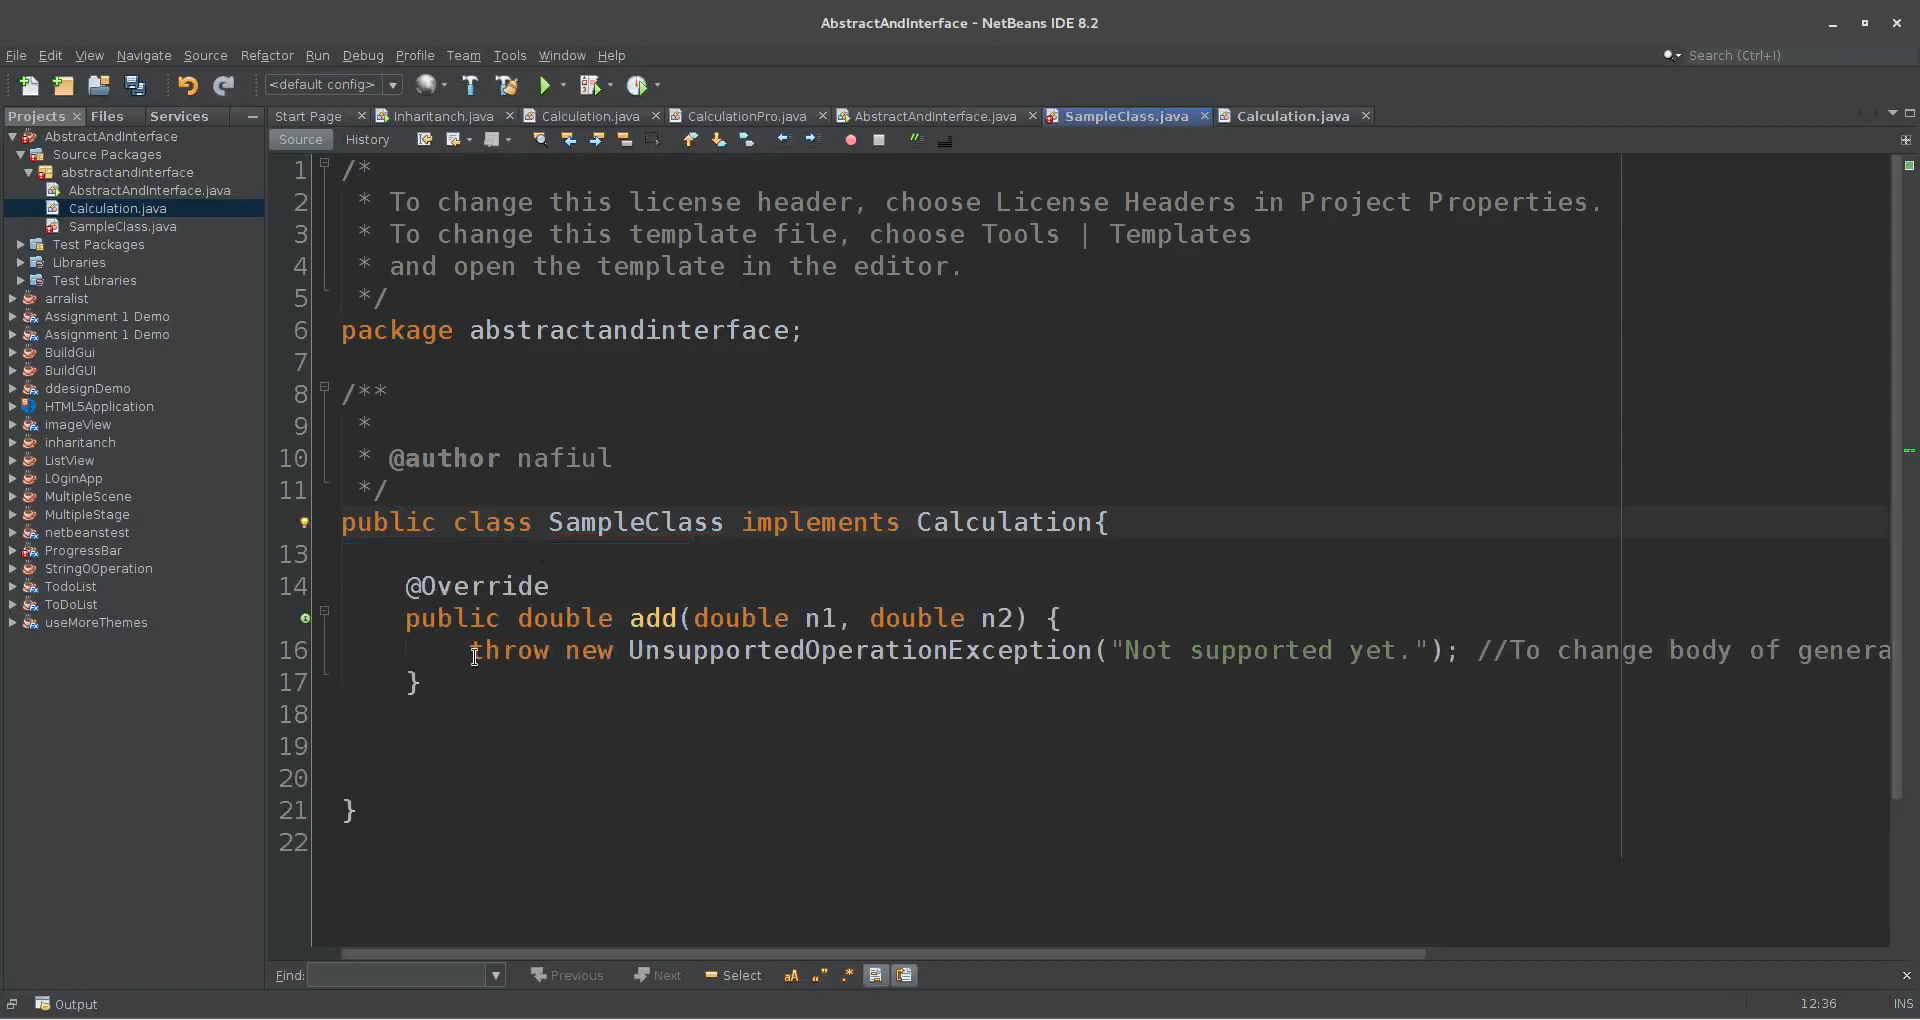 AbstractAndInterface - NetBeans IDE 8.2
File Edit View Navigate Source Refactor Run Debug Profile Team Tools Window Help
Search (Ctrl+I)
<default config>
Projects Files Services
Start Page Inharitanch.java Calculation.java CalculationPro.java AbstractAndInterface.java SampleClass.java Calculation.java
Source History
AbstractAndInterface
Source Packages
abstractandinterface
AbstractAndInterface.java
Calculation.java
SampleClass.java
Test Packages
Libraries
Test Libraries
arralist
Assignment 1 Demo
Assignment 1 Demo
BuildGui
BuildGUI
ddesignDemo
HTML5Application
imageView
inharitanch
ListView
LOginApp
MultipleScene
MultipleStage
netbeanstest
ProgressBar
StringOOperation
TodoList
ToDoList
useMoreThemes
1 /*
2 * To change this license header, choose License Headers in Project Properties.
3 * To change this template file, choose Tools | Templates
4 * and open the template in the editor.
5 */
6 package abstractandinterface;
7
8 /**
9 *
10 * @author nafiul
11 */
public class SampleClass implements Calculation{
13
14 @Override
public double add(double n1, double n2) {
16 throw new UnsupportedOperationException("Not supported yet."); //To change body of genera
17 }
18
19
20
21 }
22
Find: Previous Next Select
Output
12:36 INS